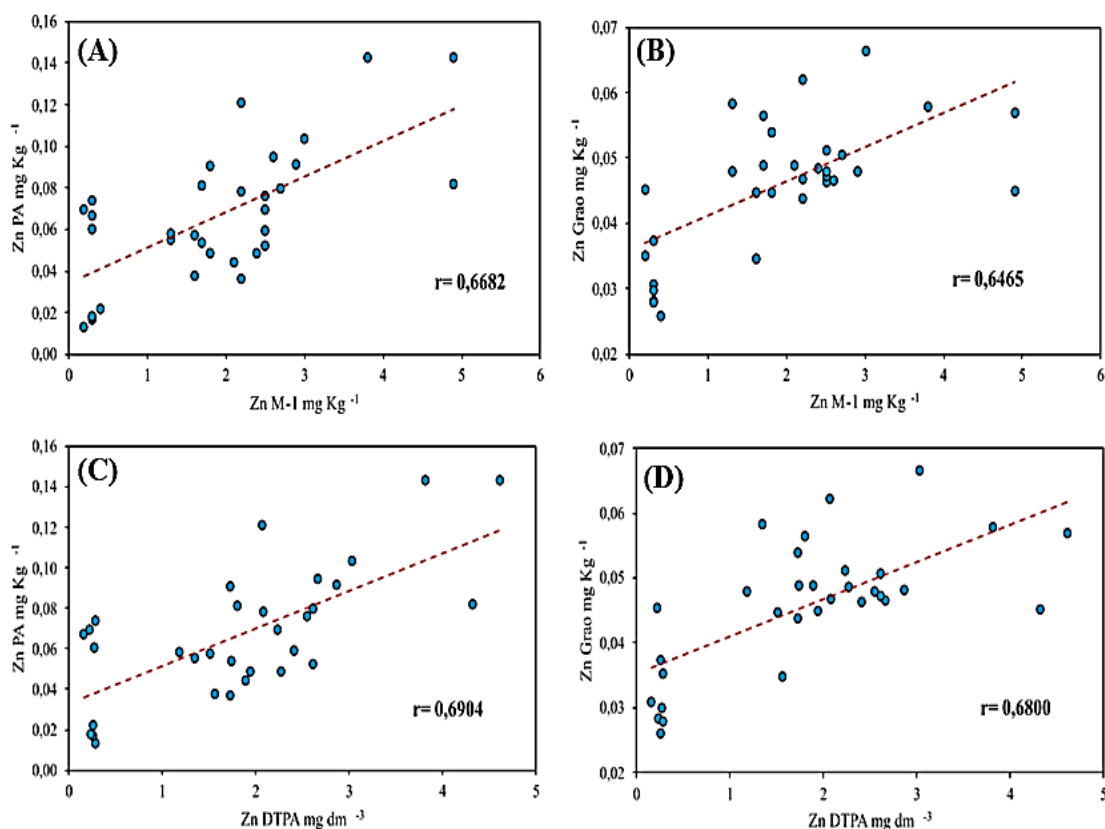 (A)
Zn PA mg Kg ⁻¹
0,16
0,14
0,12
0,10
0,08
0,06
0,04
0,02
0,00
r= 0,6682
0 1 2 3 4 5 6
Zn M-1 mg Kg ⁻¹
(B)
Zn Grao mg Kg ⁻¹
0,07
0,06
0,05
0,04
0,03
0,02
r= 0,6465
0 1 2 3 4 5 6
Zn M-1 mg Kg ⁻¹
(C)
Zn PA mg Kg ⁻¹
0,16
0,14
0,12
0,10
0,08
0,06
0,04
0,02
0,00
r= 0,6904
0 1 2 3 4 5
Zn DTPA mg dm ⁻³
(D)
Zn Grao mg Kg ⁻¹
0,07
0,06
0,05
0,04
0,03
0,02
r= 0,6800
0 1 2 3 4 5
Zn DTPA mg dm ⁻³